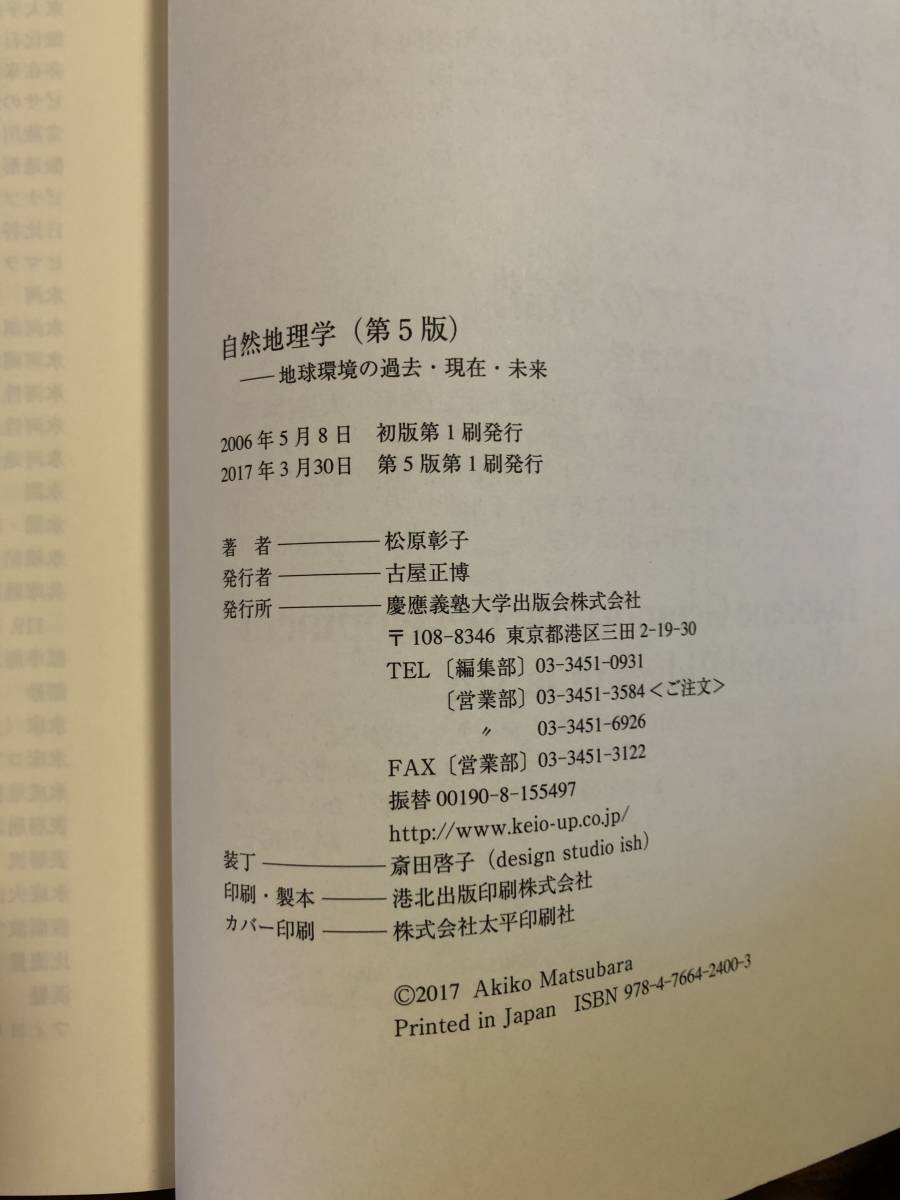 自然地理学（第5版）
――地球環境の過去・現在・未来
2006年5月8日　初版第1刷発行
2017年3月30日　第5版第1刷発行
著　者――――松原彰子
発行者――――古屋正博
発行所――――慶應義塾大学出版会株式会社
〒108-8346 東京都港区三田2-19-30
TEL〔編集部〕03-3451-0931
〔営業部〕03-3451-3584＜ご注文＞
〃　03-3451-6926
FAX〔営業部〕03-3451-3122
振替00190-8-155497
http://www.keio-up.co.jp/
装丁――――斎田啓子（design studio ish）
印刷・製本――港北出版印刷株式会社
カバー印刷――株式会社太平印刷社
©2017 Akiko Matsubara
Printed in Japan ISBN 978-4-7664-2400-3